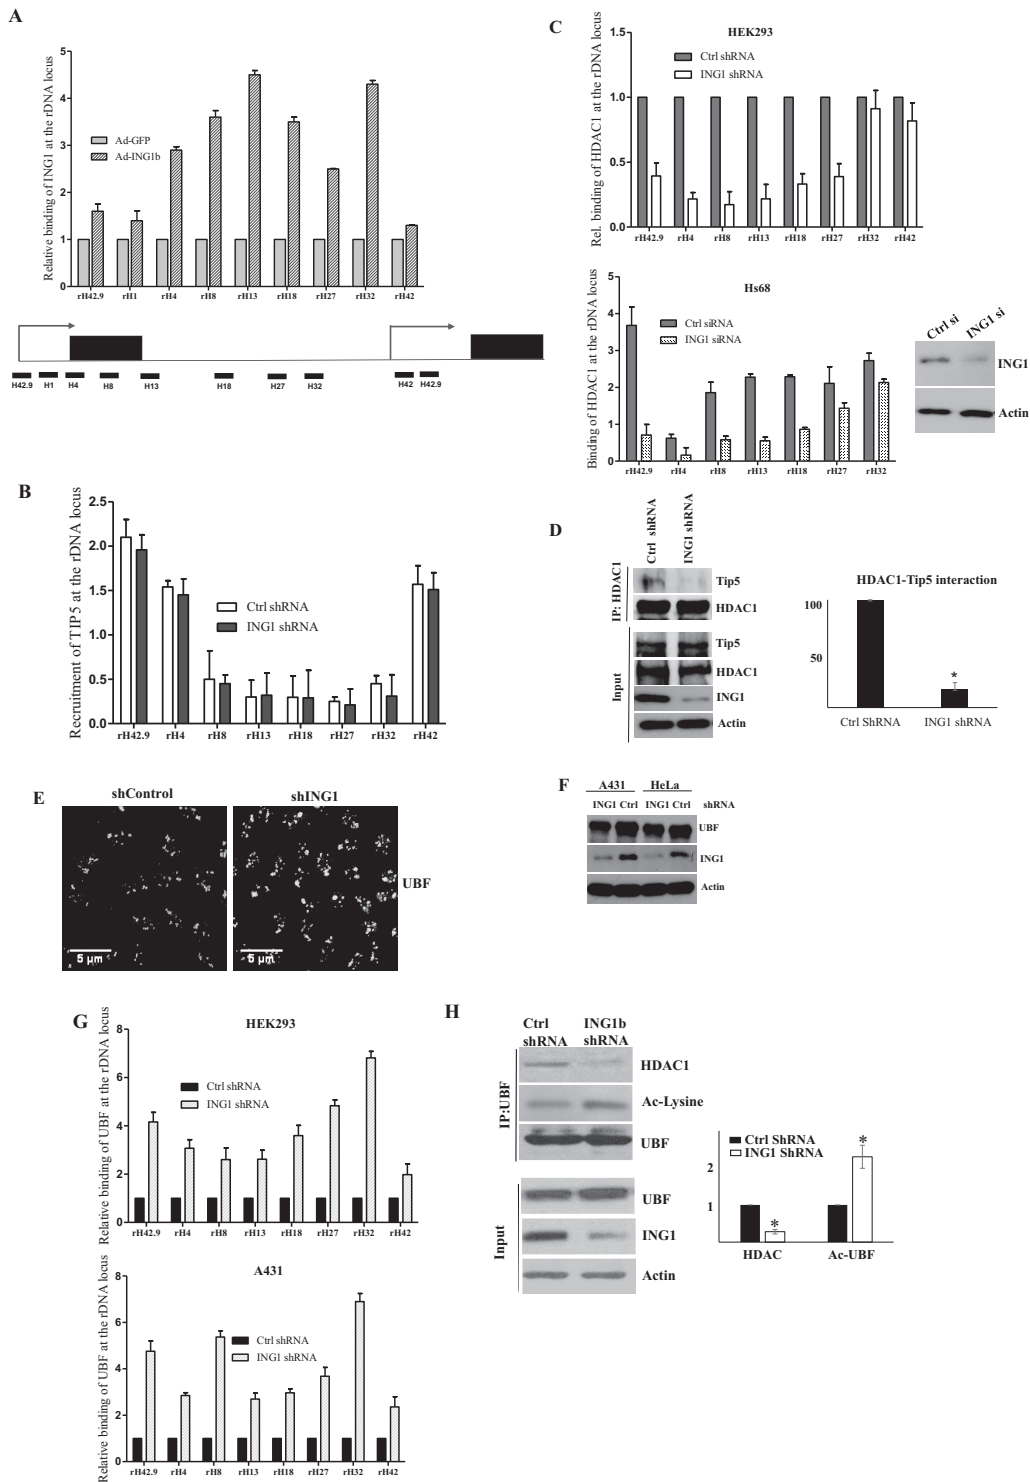 A
Relative binding of ING1 at the rDNA locus
5
4
3
2
1
0
Ad-GFP
Ad-ING1b
rH42.9 rH1 rH4 rH8 rH13 rH18 rH27 rH32 rH42
H42.9 H1 H4 H8 H13 H18 H27 H32 H42 H42.9
B
Recruitment of TIP5 at the rDNA locus
2.5
2.0
1.5
1.0
0.5
0.0
Ctrl shRNA
ING1 shRNA
rH42.9 rH4 rH8 rH13 rH18 rH27 rH32 rH42
C
HEK293
Rel. binding of HDAC1 at the rDNA locus
1.5
1.0
0.5
0.0
Ctrl shRNA
ING1 shRNA
rH42.9 rH4 rH8 rH13 rH18 rH27 rH32 rH42
Hs68
Binding of HDAC1 at the rDNA locus
5
4
3
2
1
0
Ctrl siRNA
ING1 siRNA
rH42.9 rH4 rH8 rH13 rH18 rH27 rH32
Ctrl si
ING1 si
ING1
Actin
D
Ctrl shRNA
ING1 shRNA
IP: HDAC1
Tip5
HDAC1
Input
Tip5
HDAC1
ING1
Actin
HDAC1-Tip5 interaction
100
50
*
Ctrl ShRNA ING1 shRNA
E
shControl shING1
UBF
5 µm 5 µm
F
A431 HeLa
ING1 Ctrl ING1 Ctrl shRNA
UBF
ING1
Actin
G
HEK293
Relative binding of UBF at the rDNA locus
8
6
4
2
0
Ctrl shRNA
ING1 shRNA
rH42.9 rH4 rH8 rH13 rH18 rH27 rH32 rH42
A431
Relative binding of UBF at the rDNA locus
8
6
4
2
0
Ctrl shRNA
ING1 shRNA
rH42.9 rH4 rH8 rH13 rH18 rH27 rH32 rH42
H
Ctrl ING1b
shRNA shRNA
IP:UBF
HDAC1
Ac-Lysine
UBF
Input
UBF
ING1
Actin
Ctrl ShRNA
ING1 ShRNA
2
1
*
*
HDAC Ac-UBF